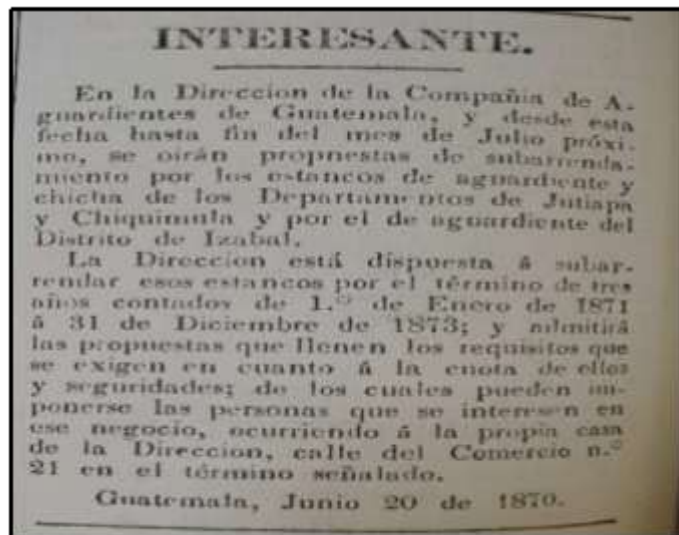 INTERESANTE.
En la Direccion de la Compañia de A-
guardientes de Guatemala, y desde esta
fecha hasta fin del mes de Julio próxi-
mo, se oirán propuestas de subarrenda-
miento por los estancos de aguardiente y
chicha de los Departamentos de Jutiapa
y Chiquimula y por el de aguardiente del
Distrito de Izabal.
La Direccion está dispuesta á subar-
rendar esos estancos por el término de tres
años contados de 1.º de Enero de 1871
á 31 de Diciembre de 1873; y admitirá
las propuestas que llenen los requisitos que
se exigen en cuanto á la cuota de ellos
y seguridades; de los cuales pueden im-
ponerse las personas que se interesen en
ese negocio, ocurriendo á la propia casa
de la Direccion, calle del Comercio n.º
21 en el término señalado.
Guatemala, Junio 20 de 1870.